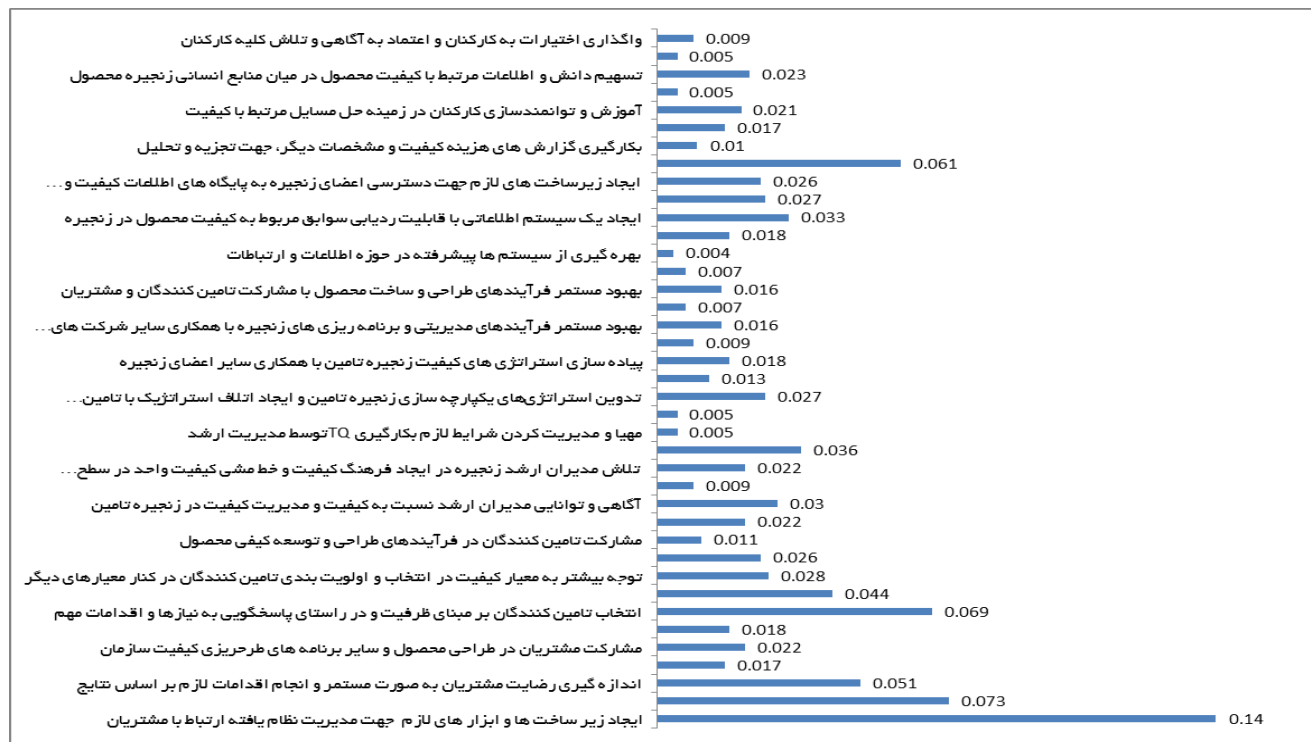 واگذاری اختیارات به کارکنان و اعتماد به آگاهی و تلاش کلیه کارکنان
0.009
0.005
تسهیم دانش و اطلاعات مرتبط با کیفیت محصول در میان منابع انسانی زنجیره محصول
0.023
0.005
آموزش و توانمندسازی کارکنان در زمینه حل مسایل مرتبط با کیفیت
0.021
0.017
بکارگیری گزارش های هزینه کیفیت و مشخصات دیگر، جهت تجزیه و تحلیل
0.01
0.061
ایجاد زیرساخت های لازم جهت دسترسی اعضای زنجیره به پایگاه های اطلاعات کیفیت و...
0.026
0.027
ایجاد یک سیستم اطلاعاتی با قابلیت ردیابی سوابق مربوط به کیفیت محصول در زنجیره
0.033
0.018
بهره گیری از سیستم ها پیشرفته در حوزه اطلاعات و ارتباطات
0.004
0.007
بهبود مستمر فرآیندهای طراحی و ساخت محصول با مشارکت تامین کنندگان و مشتریان
0.016
0.007
بهبود مستمر فرآیندهای مدیریتی و برنامه ریزی های زنجیره با همکاری سایر شرکت های...
0.016
0.009
پیاده سازی استراتژی های کیفیت زنجیره تامین با همکاری سایر اعضای زنجیره
0.018
0.013
تدوین استراتژی‌های یکپارچه سازی زنجیره تامین و ایجاد اتلاف استراتژیک با تامین...
0.027
0.005
مهیا و مدیریت کردن شرایط لازم بکارگیری TQتوسط مدیریت ارشد
0.005
0.036
تلاش مدیران ارشد زنجیره در ایجاد فرهنگ کیفیت و خط مشی کیفیت واحد در سطح...
0.022
0.009
آگاهی و توانایی مدیران ارشد نسبت به کیفیت و مدیریت کیفیت در زنجیره تامین
0.03
0.022
مشارکت تامین کنندگان در فرآیندهای طراحی و توسعه کیفی محصول
0.011
0.026
توجه بیشتر به معیار کیفیت در انتخاب و اولویت بندی تامین کنندگان در کنار معیارهای دیگر
0.028
0.044
انتخاب تامین کنندگان بر مبنای ظرفیت و در راستای پاسخگویی به نیازها و اقدامات مهم
0.069
0.018
مشارکت مشتریان در طراحی محصول و سایر برنامه های طرحریزی کیفیت سازمان
0.022
0.017
اندازه گیری رضایت مشتریان به صورت مستمر و انجام اقدامات لازم بر اساس نتایج
0.051
0.073
ایجاد زیر ساخت ها و ابزار های لازم جهت مدیریت نظام یافته ارتباط با مشتریان
0.14